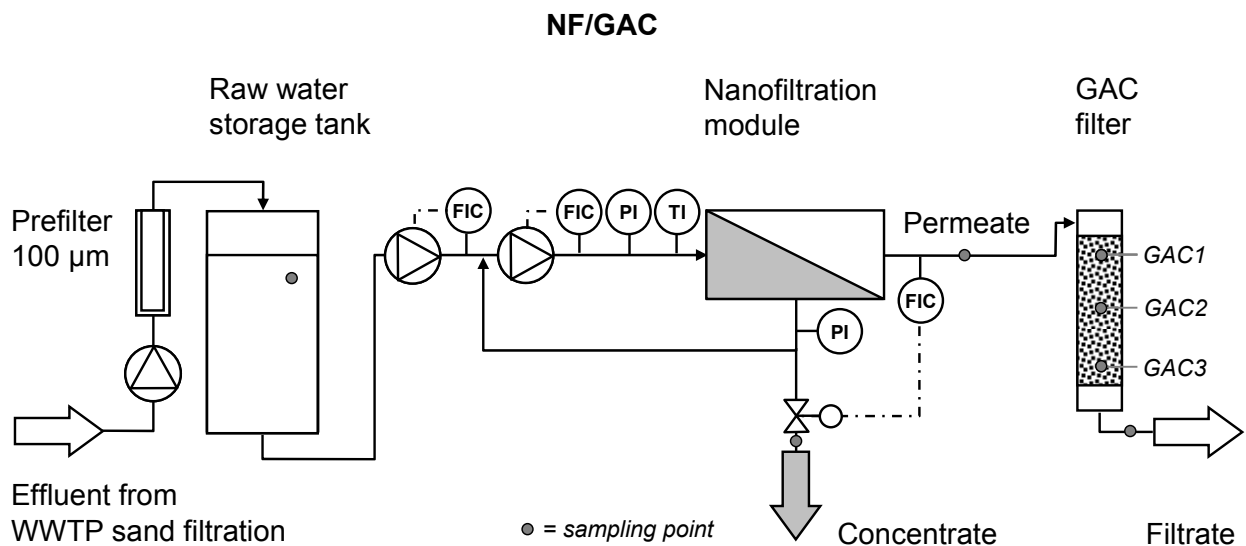 NF/GAC
Raw water
storage tank
Nanofiltration
module
GAC
filter
Prefilter
100 µm
FIC
FIC
PI
TI
Permeate
FIC
PI
GAC1
GAC2
GAC3
Effluent from
WWTP sand filtration
= sampling point
Concentrate
Filtrate